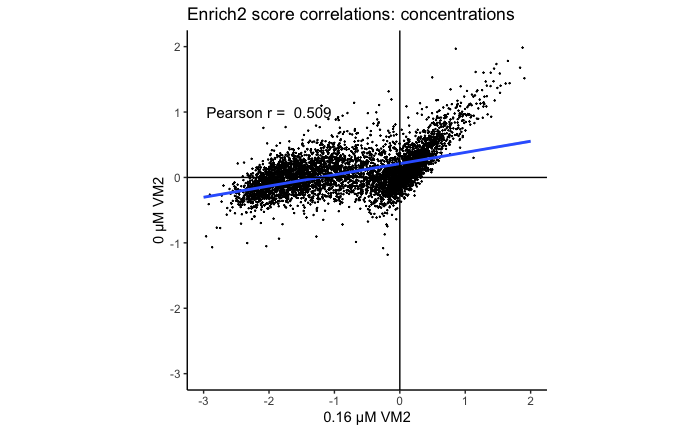 Enrich2 score correlations: concentrations
2
1
0
-1
-2
-3
Pearson r =  0.509
0 µM VM2
-3 -2 -1 0 1 2
0.16 µM VM2